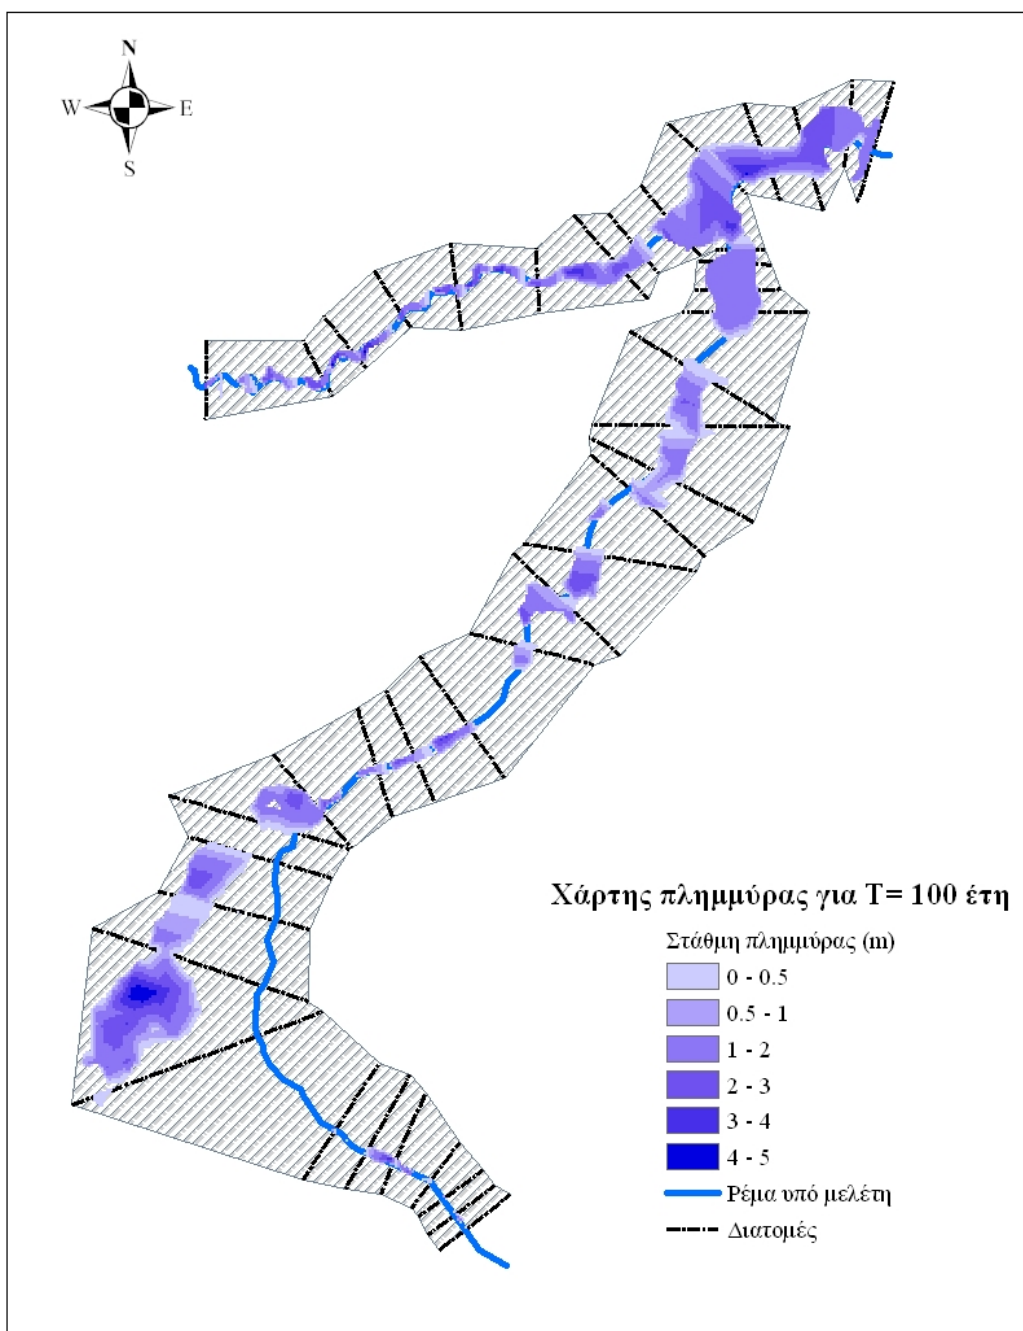 N
W E
S
Χάρτης πλημμύρας για T= 100 έτη
Στάθμη πλημμύρας (m)
0 - 0.5
0.5 - 1
1 - 2
2 - 3
3 - 4
4 - 5
Ρέμα υπό μελέτη
Διατομές